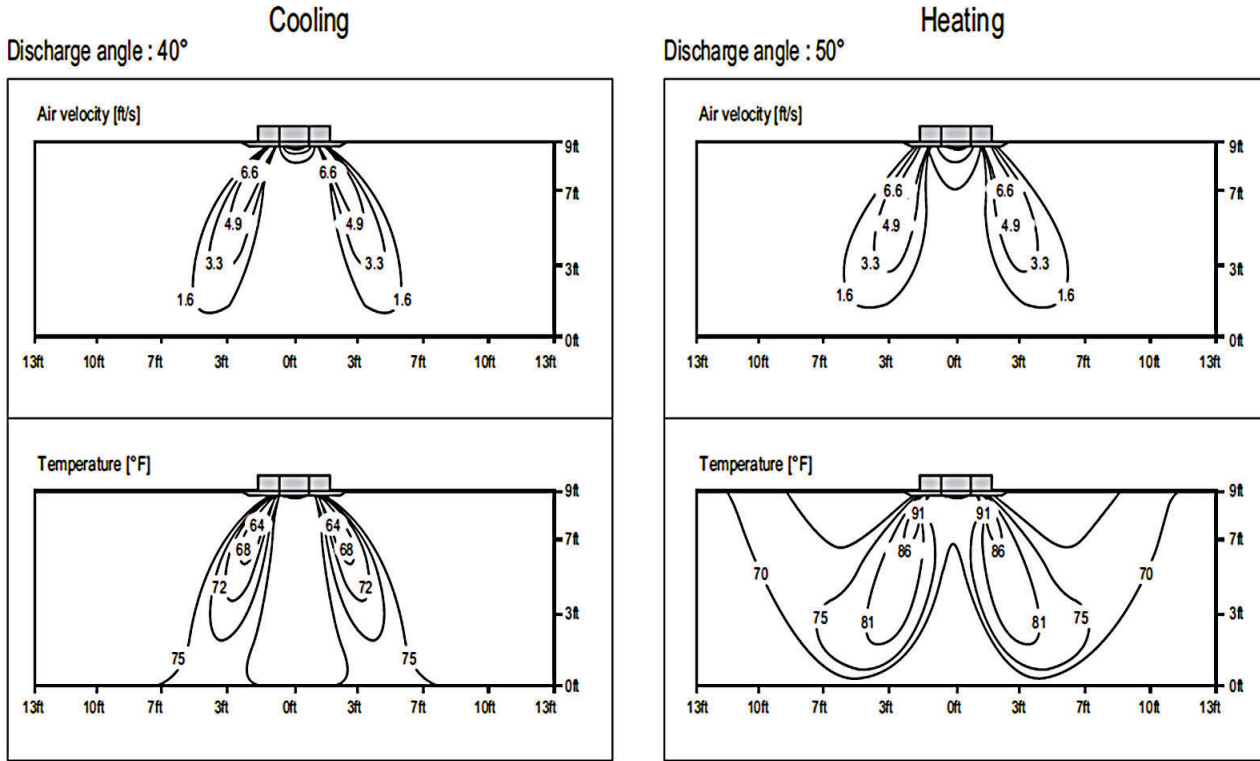 Cooling
Discharge angle : 40°
Air velocity [ft/s]
9ft
6.6 6.6
7ft
4.9 4.9
3.3 3.3
3ft
1.6 1.6
0ft
13ft 10ft 7ft 3ft 0ft 3ft 7ft 10ft 13ft
Temperature [°F]
9ft
64 64
7ft
68 68
72 72
3ft
75 75
0ft
13ft 10ft 7ft 3ft 0ft 3ft 7ft 10ft 13ft
Heating
Discharge angle : 50°
Air velocity [ft/s]
9ft
6.6 6.6
7ft
4.9 4.9
3.3 3.3
3ft
1.6 1.6
0ft
13ft 10ft 7ft 3ft 0ft 3ft 7ft 10ft 13ft
Temperature [°F]
9ft
91 91
7ft
86 86
70 70
75 75
3ft
81 81
0ft
13ft 10ft 7ft 3ft 0ft 3ft 7ft 10ft 13ft